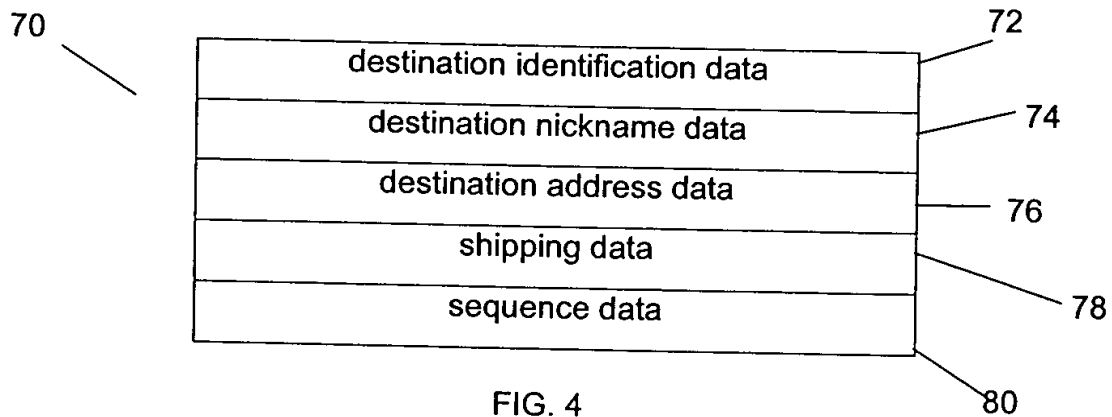 70
72
destination identification data
destination nickname data
74
destination address data
76
shipping data
78
sequence data
80
FIG. 4